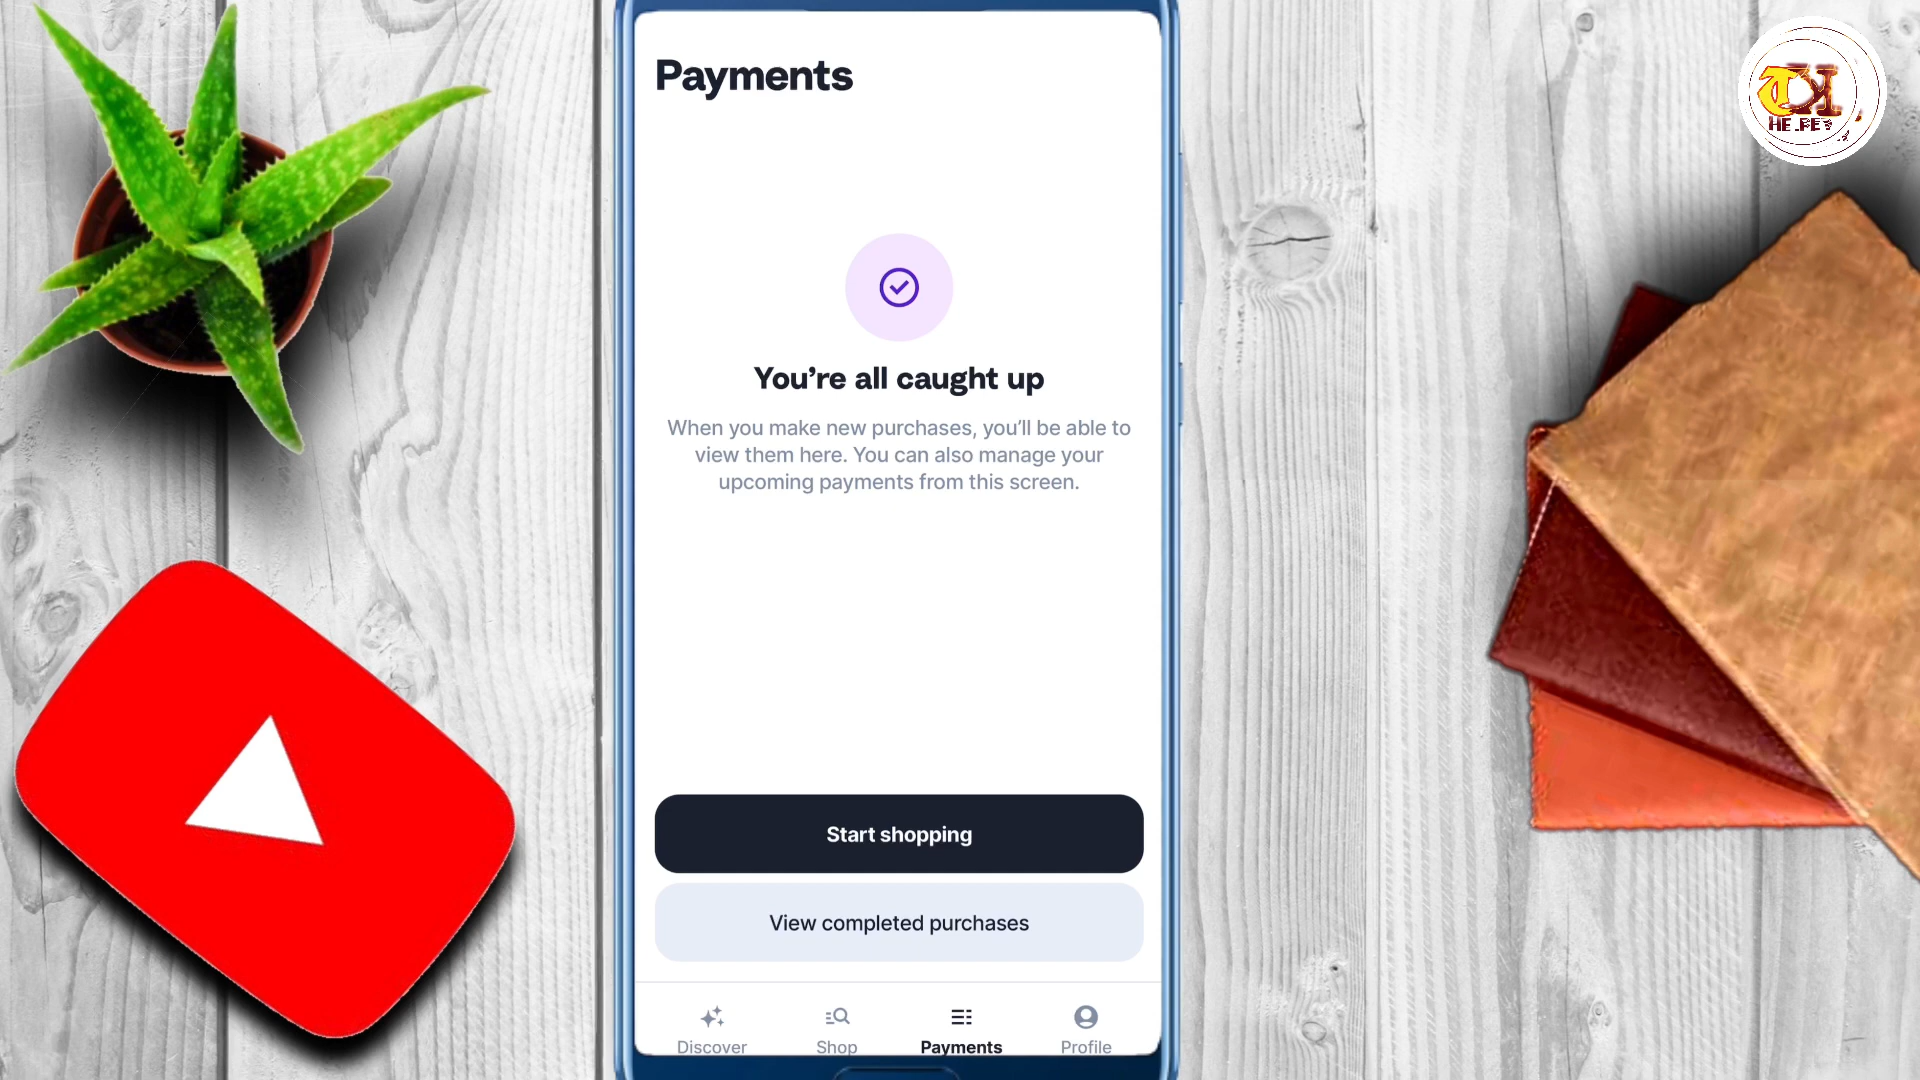 Payments
You’re all caught up
When you make new purchases, you’ll be able to
view them here. You can also manage your
upcoming payments from this screen.
Start shopping
View completed purchases
Discover
Shop
Payments
Profile